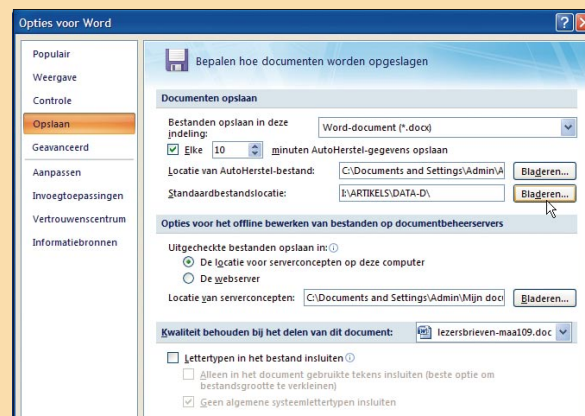 Opties voor Word
Populair
Weergave
Controle
Opslaan
Geavanceerd
Aanpassen
Invoegtoepassingen
Vertrouwenscentrum
Informatiebronnen
Bepalen hoe documenten worden opgeslagen
Documenten opslaan
Bestanden opslaan in deze
indeling: Word-document (*.docx)
Elke 10 minuten AutoHerstel-gegevens opslaan
Locatie van AutoHerstel-bestand: C:\Documents and Settings\Admin\A Bladeren...
Standaardbestandslocatie: I:\ARTIKELS\DATA-D\ Bladeren...
Opties voor het offline bewerken van bestanden op documentbeheerservers
Uitgecheckte bestanden opslaan in:
De locatie voor serverconcepten op deze computer
De webserver
Locatie van serverconcepten: C:\Documents and Settings\Admin\Mijn docu Bladeren...
Kwaliteit behouden bij het delen van dit document: lezersbrieven-maa109.doc
Lettertypen in het bestand insluiten
Alleen in het document gebruikte tekens insluiten (beste optie om
bestandsgrootte te verkleinen)
Geen algemene systeemlettertypen insluiten